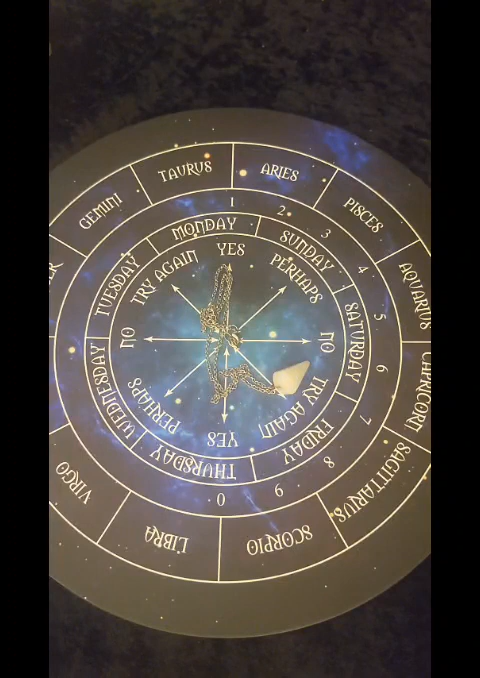 TAURUS
ARIES
PISCES
AQUARIUS
CAPRICORN
SAGITTARIUS
SCORPIO
LIBRA
VIRGO
GEMINI
1
2
3
4
5
6
7
8
9
0
MONDAY
SUNDAY
SATURDAY
FRIDAY
THURSDAY
WEDNESDAY
TUESDAY
YES
PERHAPS
NO
TRY AGAIN
YES
PERHAPS
NO
TRY AGAIN